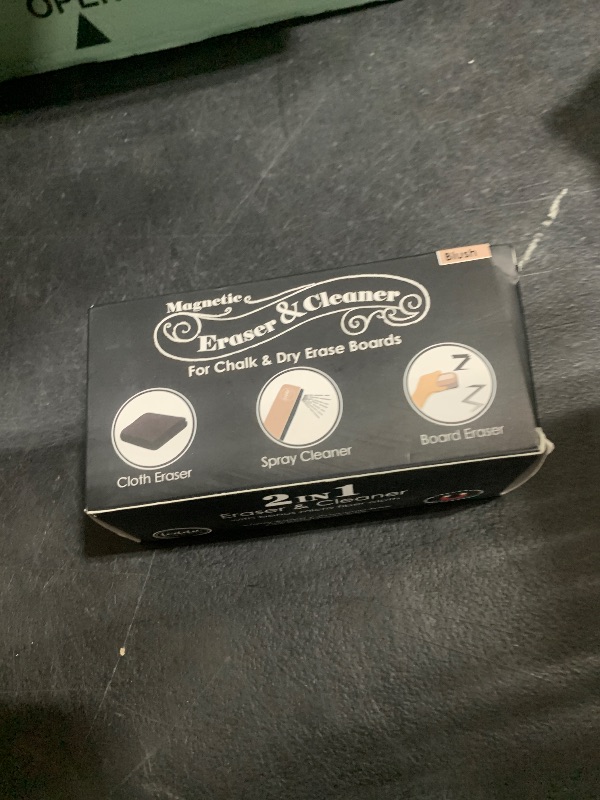 OPEN
Blush
Magnetic
Eraser & Cleaner
For Chalk & Dry Erase Boards
Cloth Eraser
Spray Cleaner
Board Eraser
2 IN 1
Eraser & Cleaner